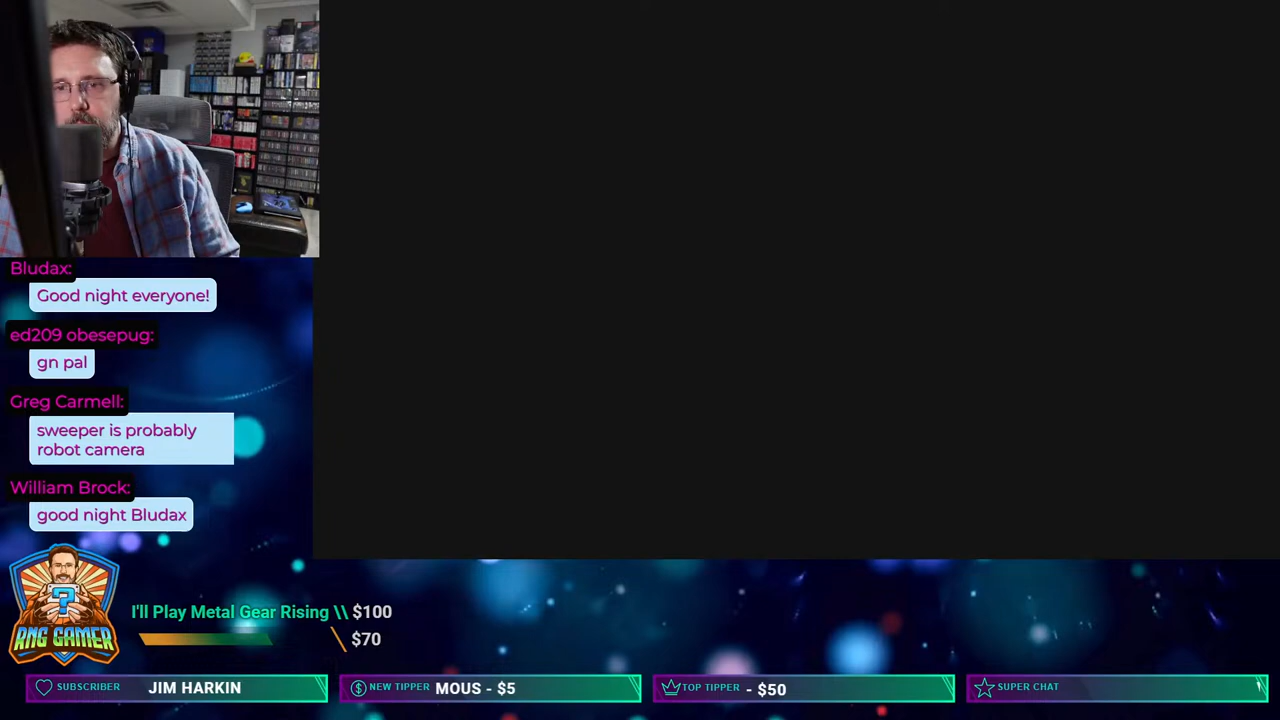 Bludax:
Good night everyone!
ed209 obesepug:
gn pal
Greg Carmell:
sweeper is probably
robot camera
William Brock:
good night Bludax
?
RNG GAMER
I'll Play Metal Gear Rising \\ $100
$70
SUBSCRIBER JIM HARKIN
NEW TIPPER MOUS - $5
TOP TIPPER - $50
SUPER CHAT